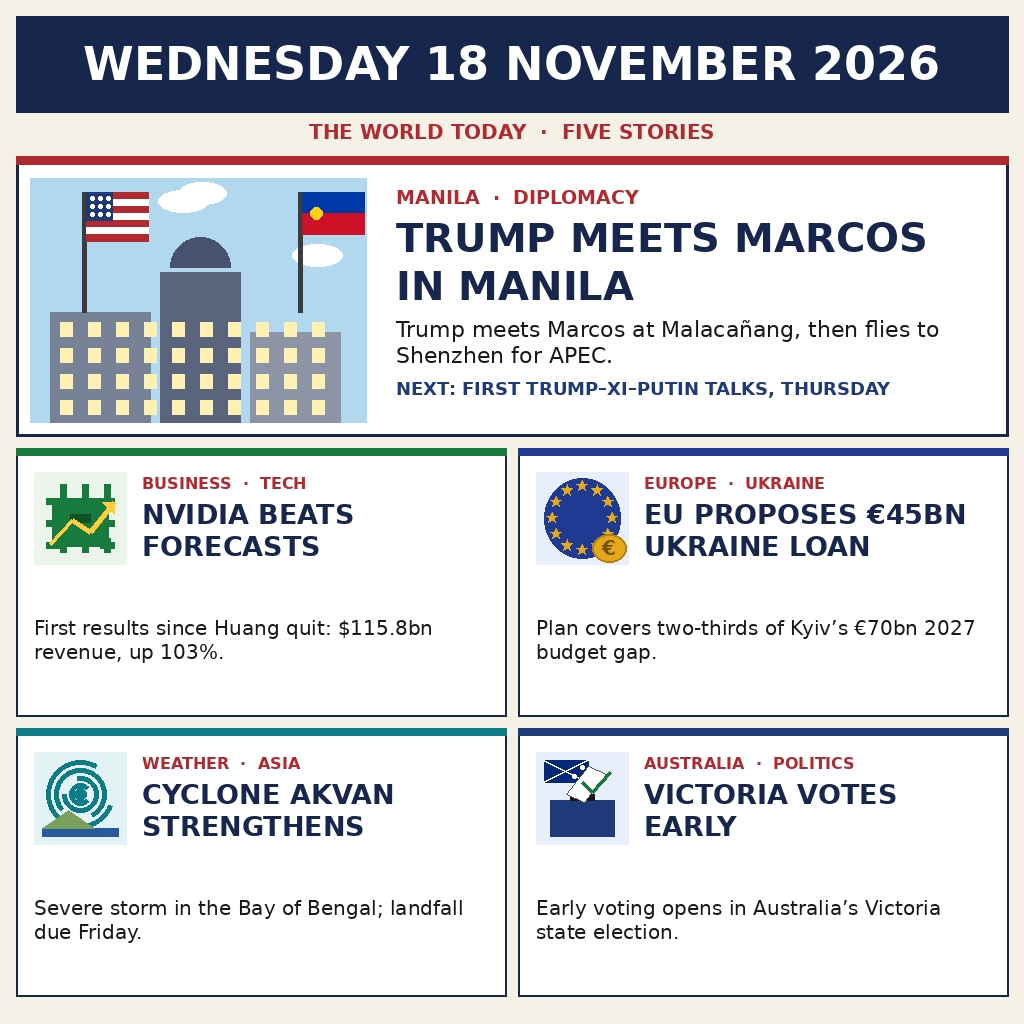 WEDNESDAY 18 NOVEMBER 2026
THE WORLD TODAY · FIVE STORIES
MANILA · DIPLOMACY
TRUMP MEETS MARCOS
IN MANILA
Trump meets Marcos at Malacañang, then flies to
Shenzhen for APEC.
NEXT: FIRST TRUMP–XI–PUTIN TALKS, THURSDAY
BUSINESS · TECH
NVIDIA BEATS
FORECASTS
First results since Huang quit: $115.8bn
revenue, up 103%.
EUROPE · UKRAINE
EU PROPOSES €45BN
UKRAINE LOAN
€
Plan covers two-thirds of Kyiv’s €70bn 2027
budget gap.
WEATHER · ASIA
CYCLONE AKVAN
STRENGTHENS
Severe storm in the Bay of Bengal; landfall
due Friday.
AUSTRALIA · POLITICS
VICTORIA VOTES
EARLY
Early voting opens in Australia’s Victoria
state election.